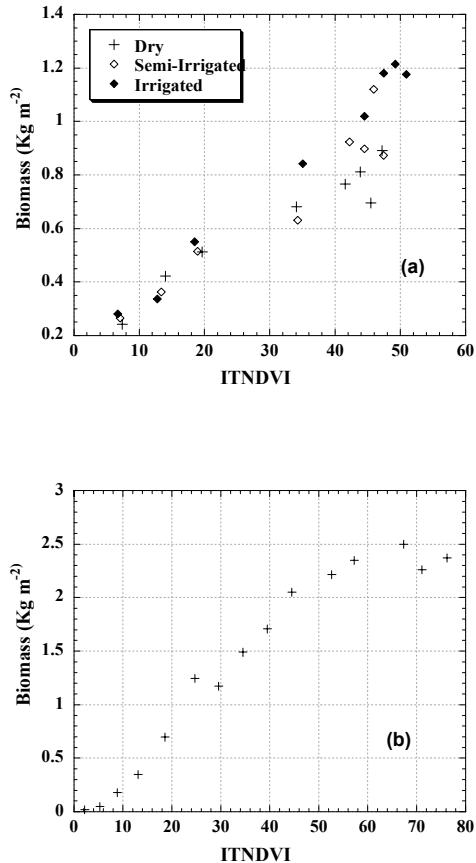 1.4
Dry
Semi-Irrigated
1.2
Irrigated
1
Biomass (Kg m-2)
0.8
0.6
0.4
(a)
0.2
0 10 20 30 40 50 60
ITNDVI
3
2.5
2
Biomass (Kg m-2)
1.5
1
0.5
(b)
0
0 10 20 30 40 50 60 70 80
ITNDVI